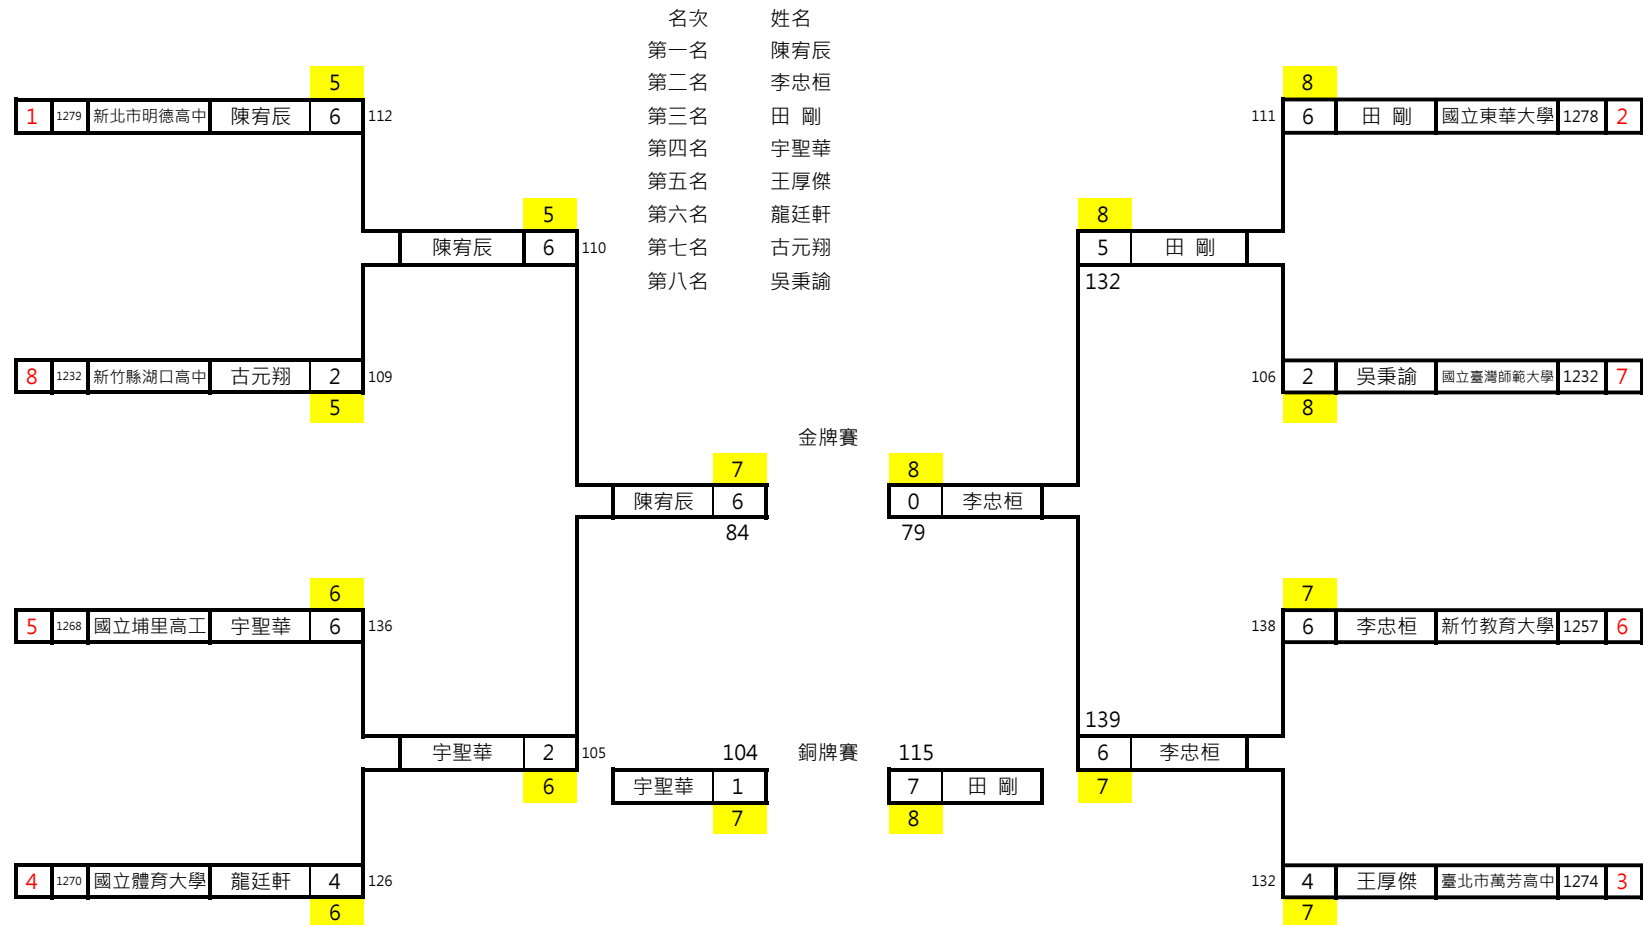 名次 姓名
第一名 陳宥辰
第二名 李忠桓
第三名 田 剛
第四名 宇聖華
第五名 王厚傑
第六名 龍廷軒
第七名 古元翔
第八名 吳秉諭
5
1 1279 新北市明德高中 陳宥辰 6 112
5
陳宥辰 6 110
8 1232 新竹縣湖口高中 古元翔 2 109
5
6
5 1268 國立埔里高工 宇聖華 6 136
宇聖華 2 105
6
4 1270 國立體育大學 龍廷軒 4 126
6
金牌賽
7 8
陳宥辰 6 0 李忠桓
84 79
104 銅牌賽 115
宇聖華 1 7 田 剛
7 8
8
111 6 田 剛 國立東華大學 1278 2
8
5 田 剛
132
106 2 吳秉諭 國立臺灣師範大學 1232 7
8
7
138 6 李忠桓 新竹教育大學 1257 6
139
6 李忠桓
7
132 4 王厚傑 臺北市萬芳高中 1274 3
7